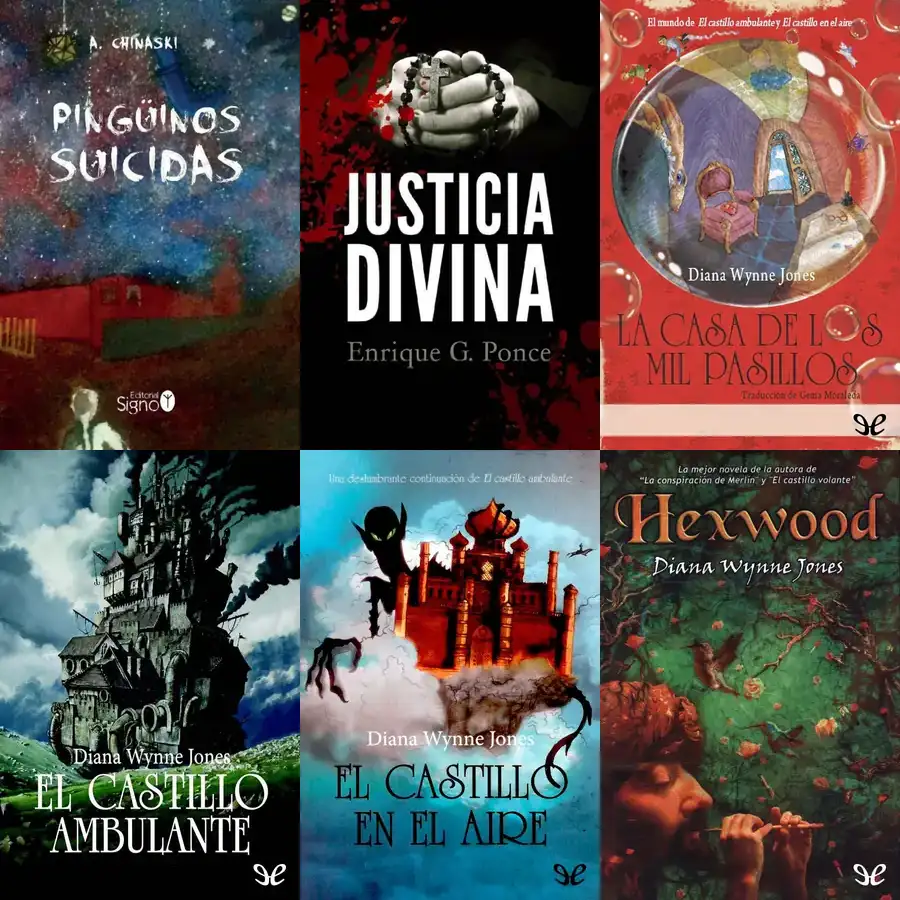 A. CHINASKI
PINGÜINOS
SUICIDAS
Editorial
Signo
JUSTICIA
DIVINA
Enrique G. Ponce
El mundo de El castillo ambulante y El castillo en el aire
Diana Wynne Jones
LA CASA DE LOS
MIL PASILLOS
Traducción de Gema Moraleda
Diana Wynne Jones
EL CASTILLO
AMBULANTE
Una deslumbrante continuación de El castillo ambulante
Diana Wynne Jones
EL CASTILLO
EN EL AIRE
La mejor novela de la autora de
"La conspiración de Merlín" y "El castillo volante"
Hexwood
Diana Wynne Jones